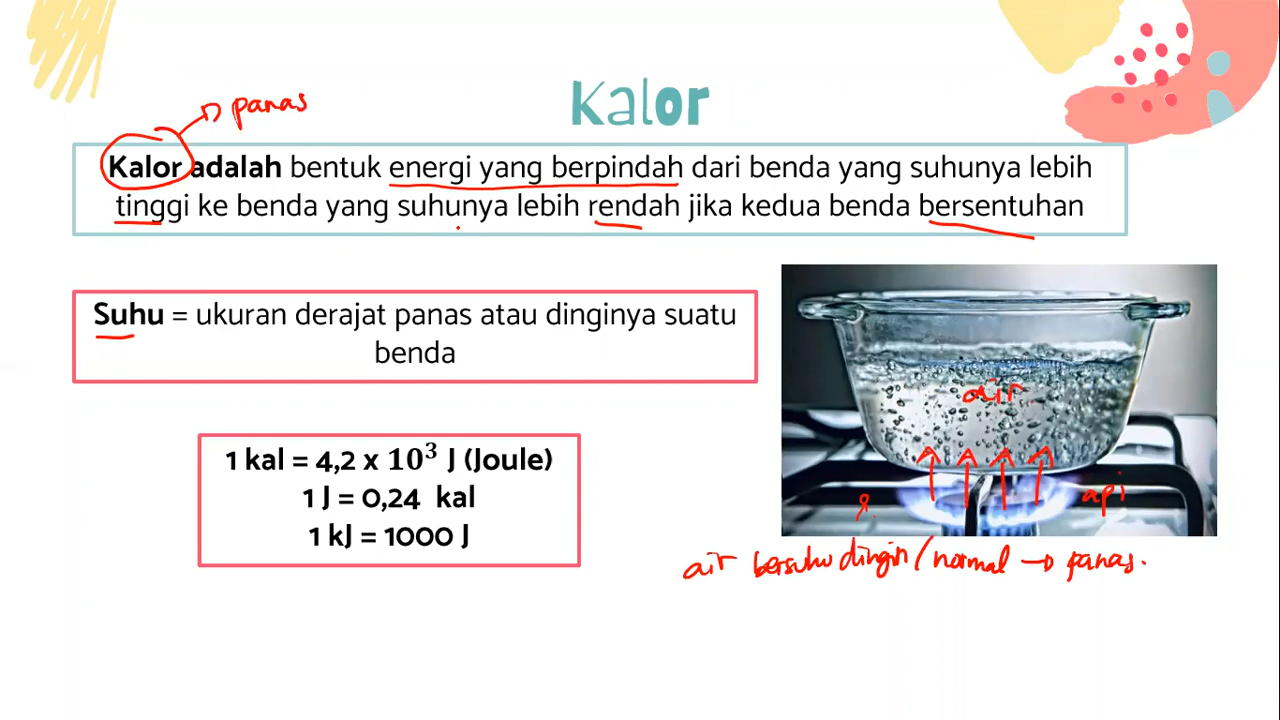 Kalor
panas
Kalor adalah bentuk energi yang berpindah dari benda yang suhunya lebih
tinggi ke benda yang suhunya lebih rendah jika kedua benda bersentuhan
Suhu = ukuran derajat panas atau dinginya suatu
benda
1 kal = 4,2 x 10³ J (Joule)
1 J = 0,24 kal
1 kJ = 1000 J
air
api
air bersuhu dingin / normal → panas.